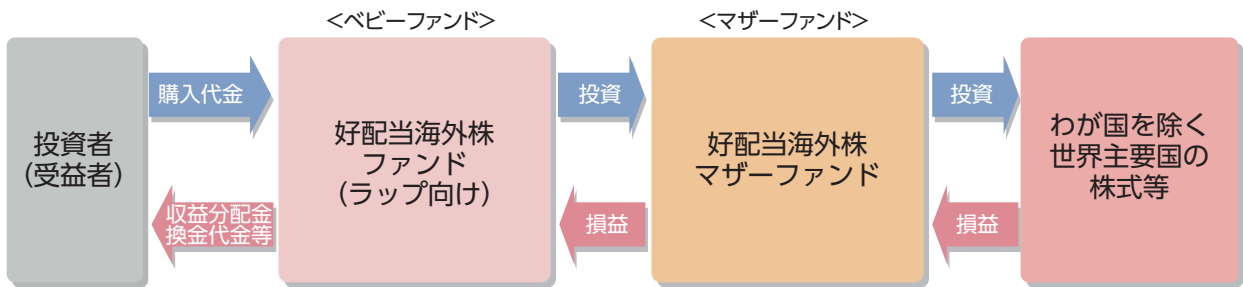 ＜ベビーファンド＞
＜マザーファンド＞
投資者
（受益者）
購入代金
収益分配金
換金代金等
好配当海外株
ファンド
（ラップ向け）
投資
損益
好配当海外株
マザーファンド
投資
損益
わが国を除く
世界主要国の
株式等